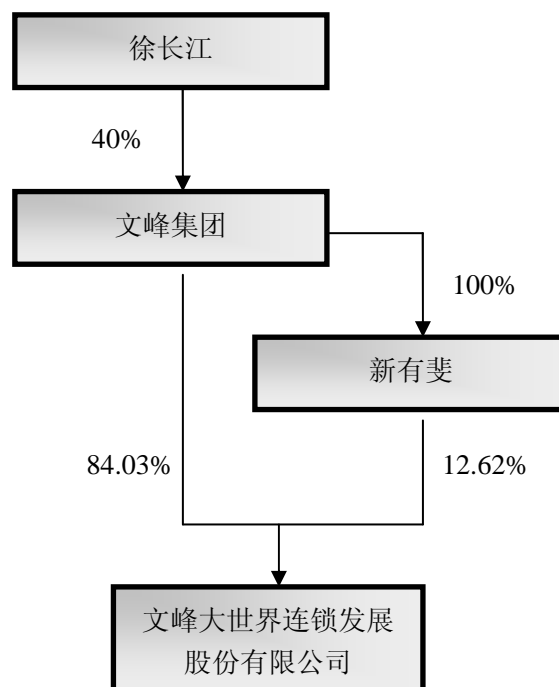 徐长江
40%
文峰集团
100%
新有斐
84.03%
12.62%
文峰大世界连锁发展
股份有限公司